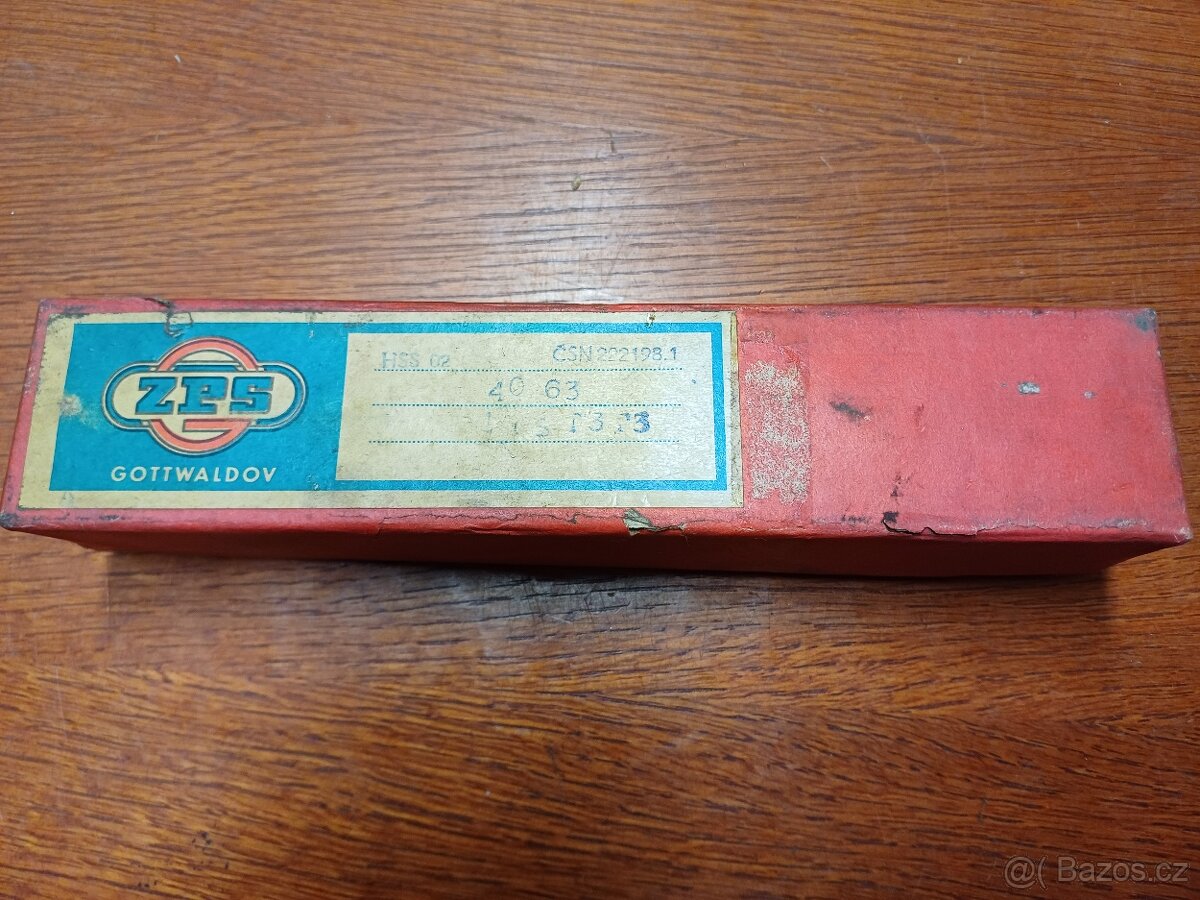 ZPS
GOTTWALDOV
HSS 02 ČSN 222198.1
40 63
@( Bazos.cz